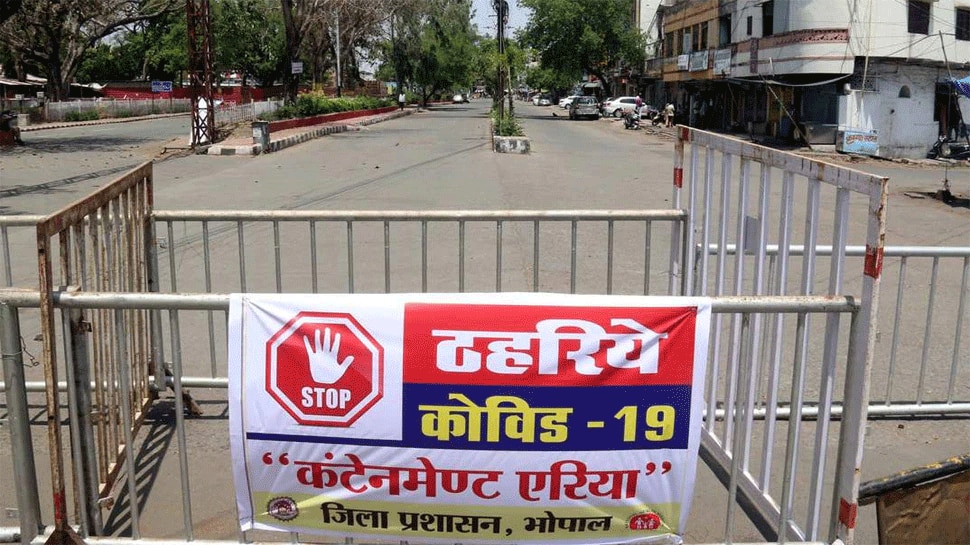 STOP
ठहरिये
कोविड - 19
“कंटेनमेण्ट एरिया”
जिला प्रशासन, भोपाल